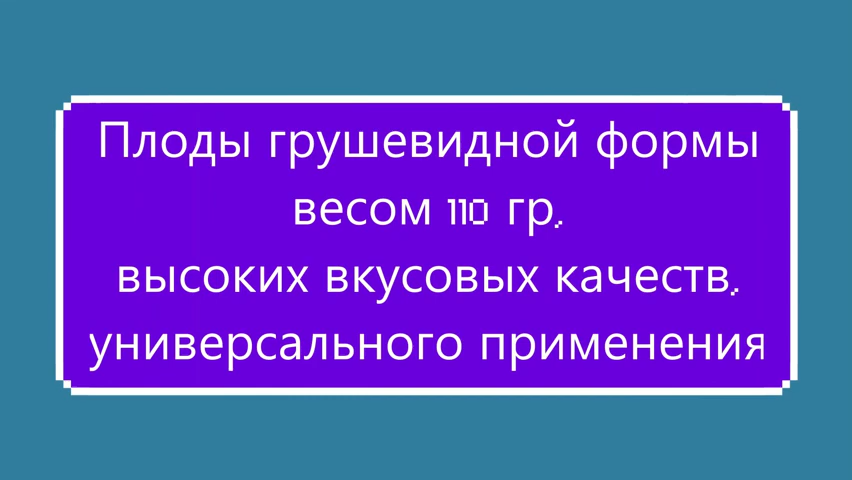 Плоды грушевидной формы
весом 110 гр,
высоких вкусовых качеств,
универсального применения